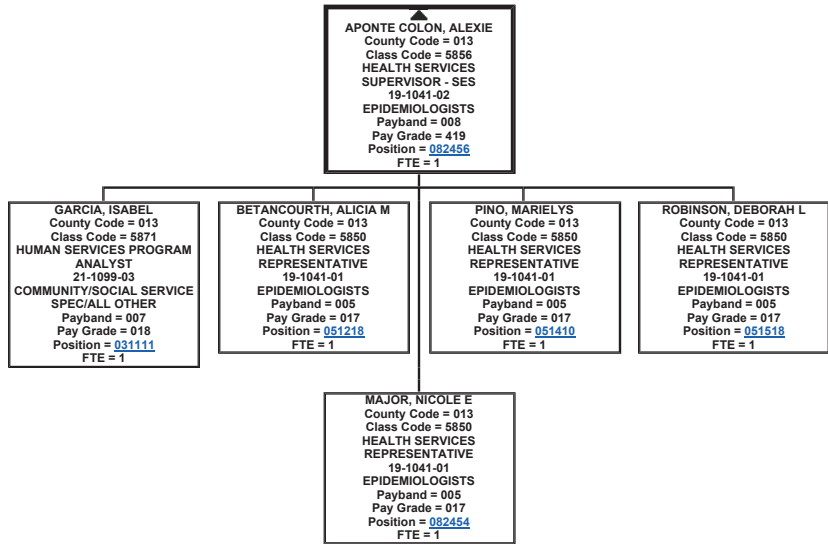 APONTE COLON, ALEXIE
County Code = 013
Class Code = 5856
HEALTH SERVICES
SUPERVISOR - SES
19-1041-02
EPIDEMIOLOGISTS
Payband = 008
Pay Grade = 419
Position = 082456
FTE = 1
GARCIA, ISABEL
County Code = 013
Class Code = 5871
HUMAN SERVICES PROGRAM
ANALYST
21-1099-03
COMMUNITY/SOCIAL SERVICE
SPEC/ALL OTHER
Payband = 007
Pay Grade = 018
Position = 031111
FTE = 1
BETANCOURTH, ALICIA M
County Code = 013
Class Code = 5850
HEALTH SERVICES
REPRESENTATIVE
19-1041-01
EPIDEMIOLOGISTS
Payband = 005
Pay Grade = 017
Position = 051218
FTE = 1
PINO, MARIELYS
County Code = 013
Class Code = 5850
HEALTH SERVICES
REPRESENTATIVE
19-1041-01
EPIDEMIOLOGISTS
Payband = 005
Pay Grade = 017
Position = 051410
FTE = 1
ROBINSON, DEBORAH L
County Code = 013
Class Code = 5850
HEALTH SERVICES
REPRESENTATIVE
19-1041-01
EPIDEMIOLOGISTS
Payband = 005
Pay Grade = 017
Position = 051518
FTE = 1
MAJOR, NICOLE E
County Code = 013
Class Code = 5850
HEALTH SERVICES
REPRESENTATIVE
19-1041-01
EPIDEMIOLOGISTS
Payband = 005
Pay Grade = 017
Position = 082454
FTE = 1